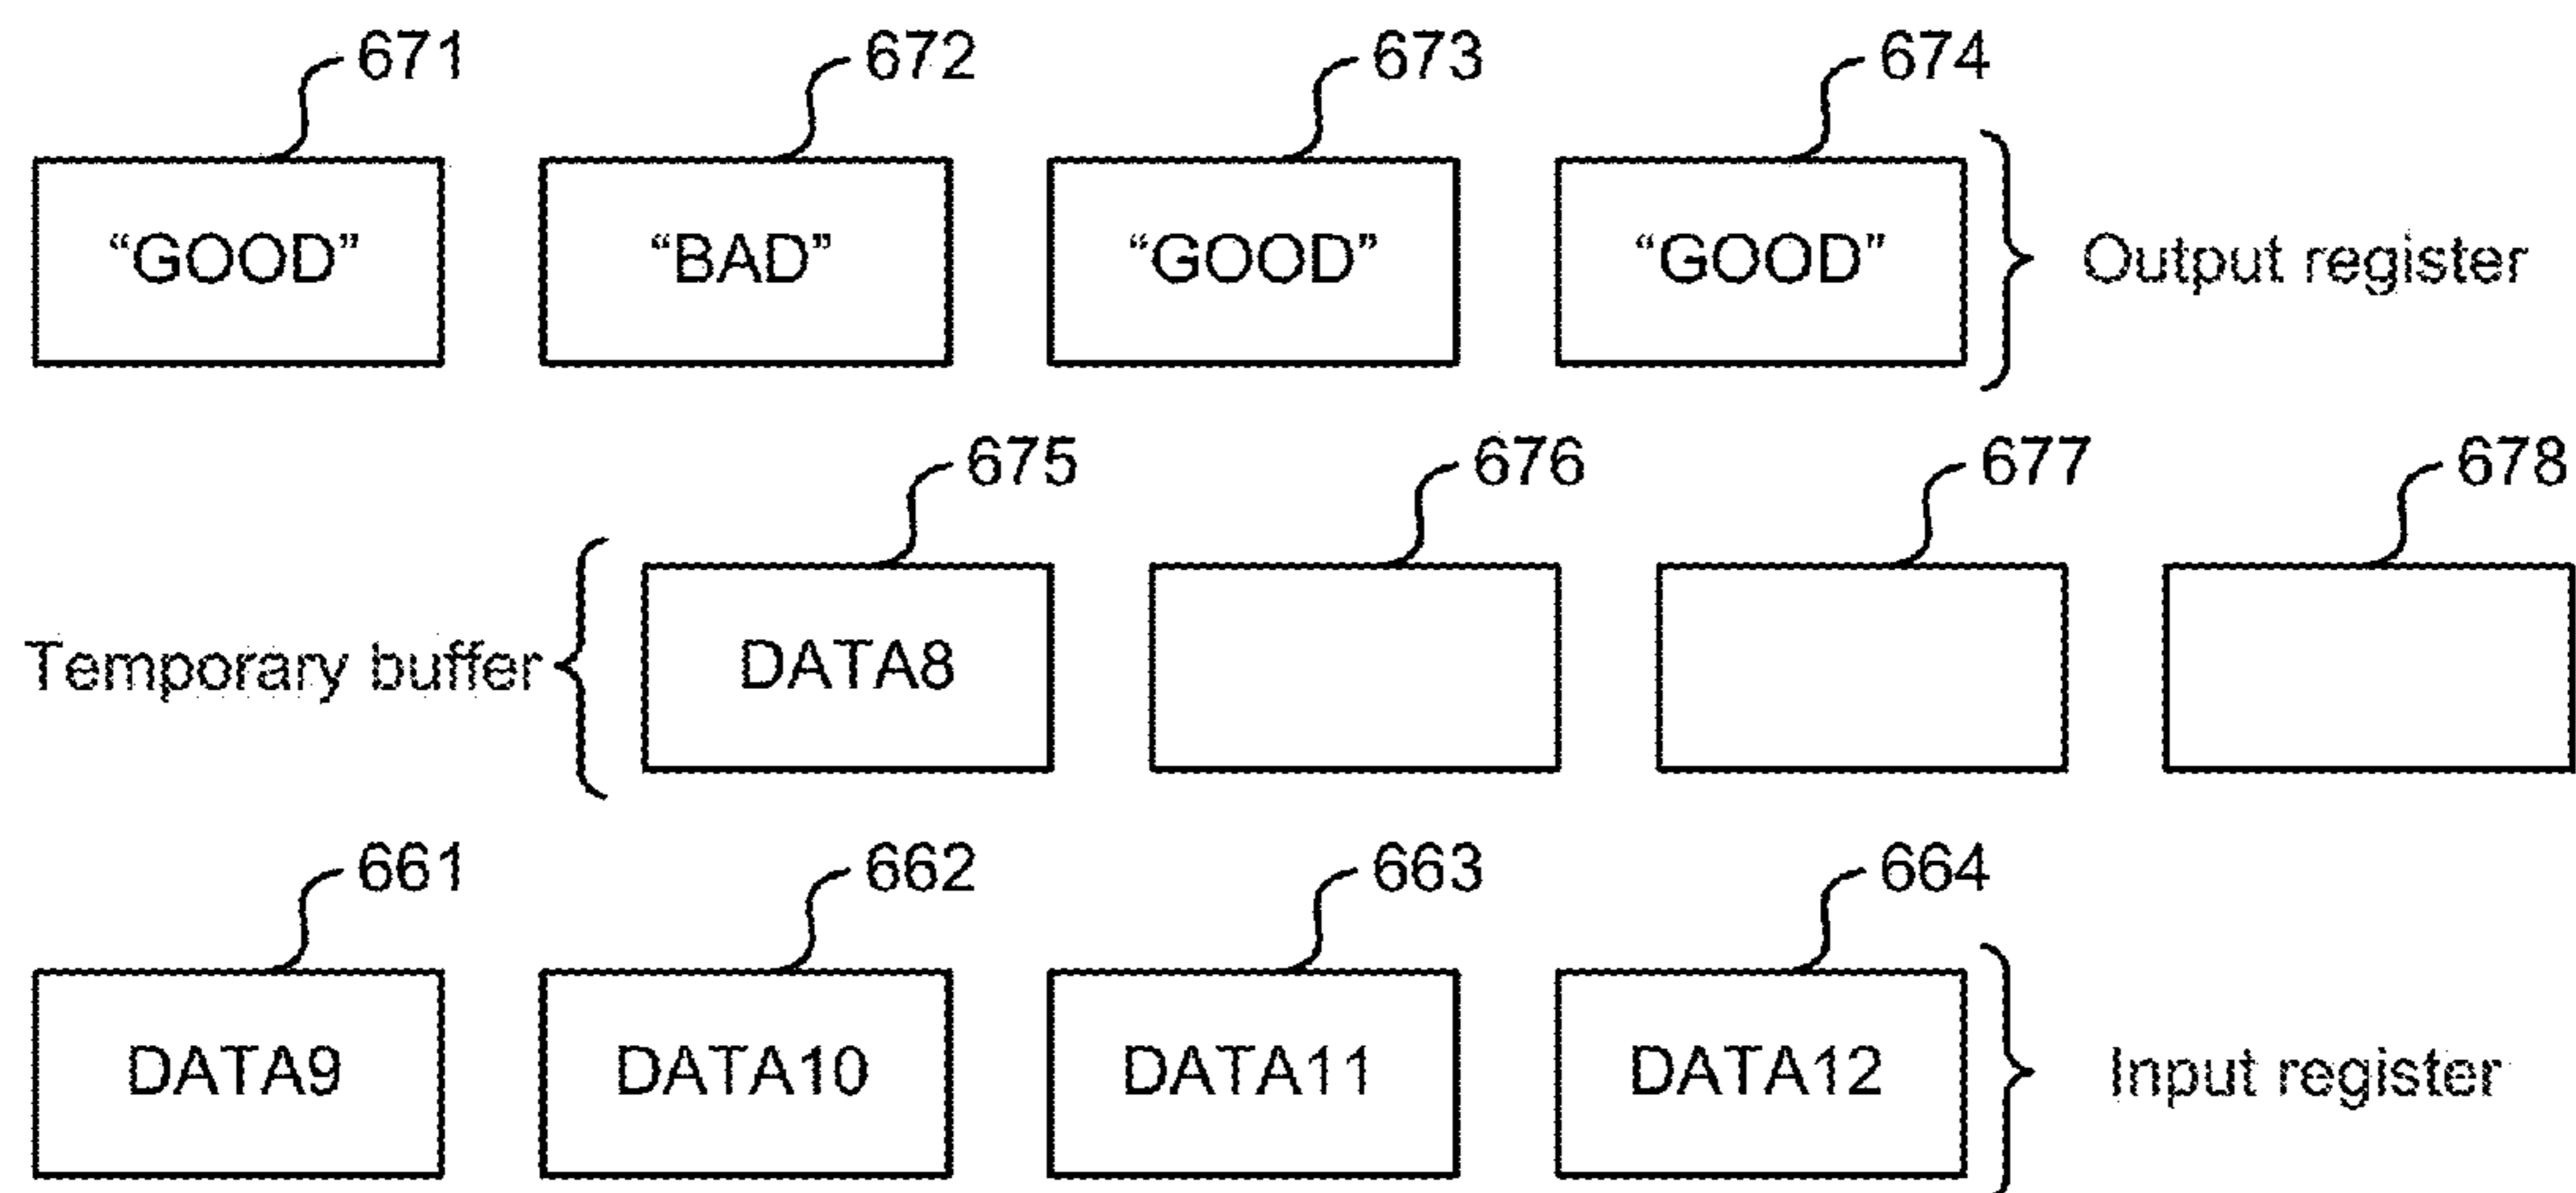 671 672 673 674
“GOOD” “BAD” “GOOD” “GOOD” Output register
675 676 677 678
Temporary buffer DATA8
661 662 663 664
DATA9 DATA10 DATA11 DATA12 Input register